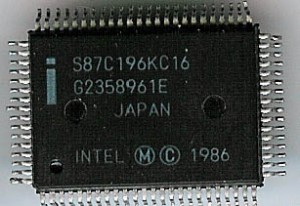 i S87C196KC16
G2358961E
JAPAN
INTEL Ⓜ © 1986